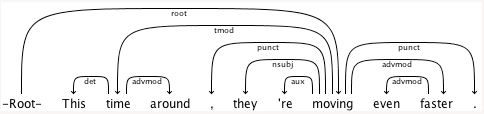 root
tmod
punct punct
nsubj advmod
det advmod aux advmod
-Root- This time around , they 're moving even faster .